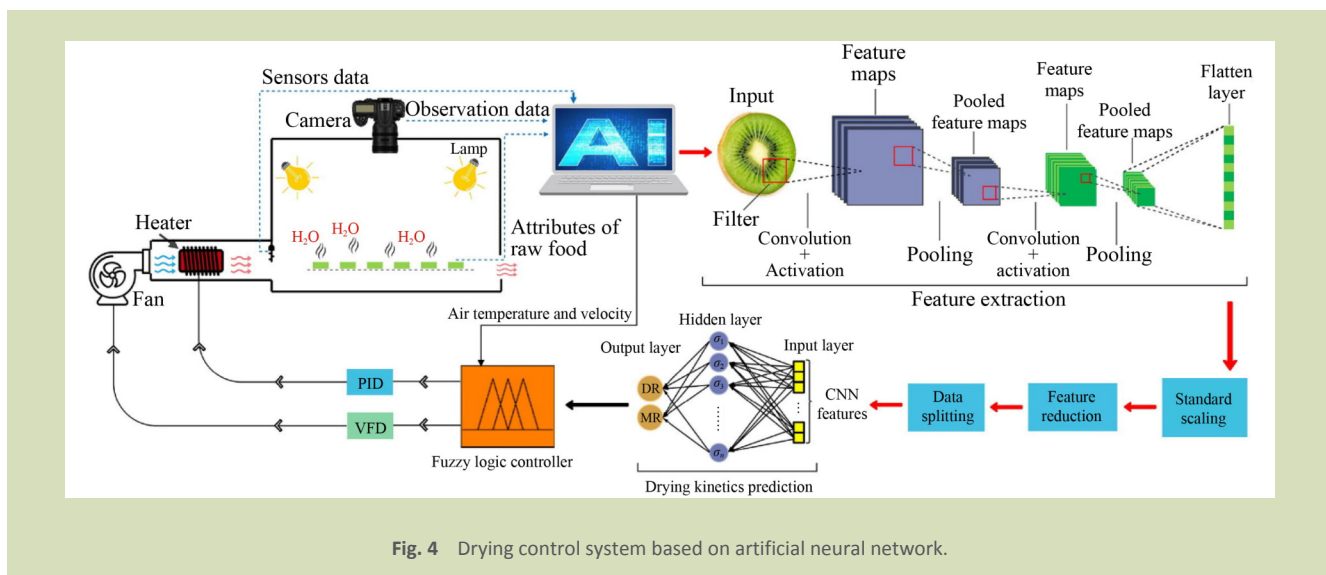 Sensors data
Camera
Observation data
Lamp
AI
Heater
H2O
H2O
H2O
Attributes of
raw food
Fan
Input
Filter
Feature
maps
Pooled
feature maps
Feature
maps
Pooled
feature maps
Flatten
layer
Convolution
+
Activation
Pooling
Convolution
+
activation
Pooling
Feature extraction
Air temperature and velocity
PID
VFD
Fuzzy logic controller
Output layer
DR
MR
Hidden layer
σ1
σ2
σ3
σn
Input layer
CNN
features
Drying kinetics prediction
Data
splitting
Feature
reduction
Standard
scaling
Fig. 4 Drying control system based on artificial neural network.